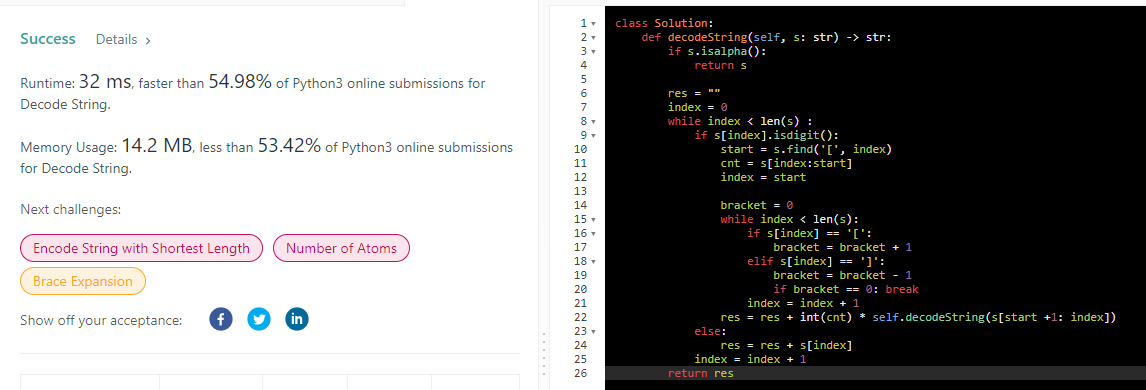 Success Details >
Runtime: 32 ms, faster than 54.98% of Python3 online submissions for
Decode String.
Memory Usage: 14.2 MB, less than 53.42% of Python3 online submissions
for Decode String.
Next challenges:
Encode String with Shortest Length Number of Atoms
Brace Expansion
Show off your acceptance: f in
1 class Solution:
2     def decodeString(self, s: str) -> str:
3         if s.isalpha():
4             return s
5
6         res = ""
7         index = 0
8         while index < len(s) :
9             if s[index].isdigit():
10                 start = s.find('[', index)
11                 cnt = s[index:start]
12                 index = start
13
14                 bracket = 0
15                 while index < len(s):
16                     if s[index] == '[':
17                         bracket = bracket + 1
18                     elif s[index] == ']':
19                         bracket = bracket - 1
20                         if bracket == 0: break
21                     index = index + 1
22                 res = res + int(cnt) * self.decodeString(s[start +1: index])
23             else:
24                 res = res + s[index]
25             index = index + 1
26         return res